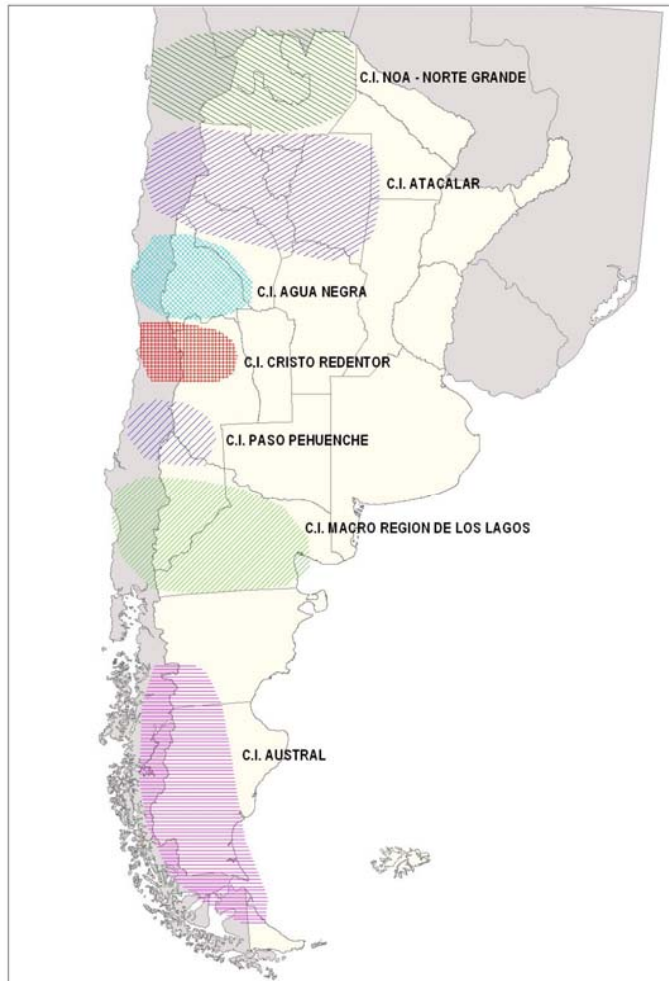 C.I. NOA - NORTE GRANDE
C.I. ATACALAR
C.I. AGUA NEGRA
C.I. CRISTO REDENTOR
C.I. PASO PEHUENCHE
C.I. MACRO REGION DE LOS LAGOS
C.I. AUSTRAL